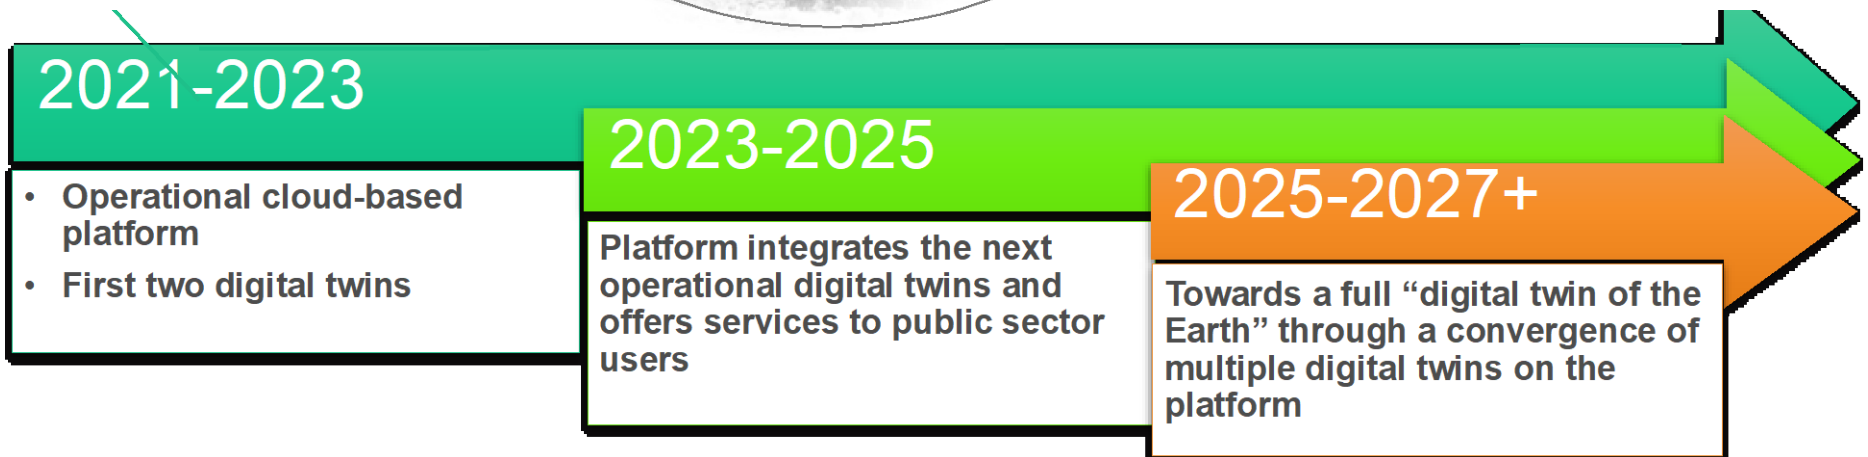 2021-2023
• Operational cloud-based
platform
• First two digital twins
2023-2025
Platform integrates the next
operational digital twins and
offers services to public sector
users
2025-2027+
Towards a full “digital twin of the
Earth” through a convergence of
multiple digital twins on the
platform